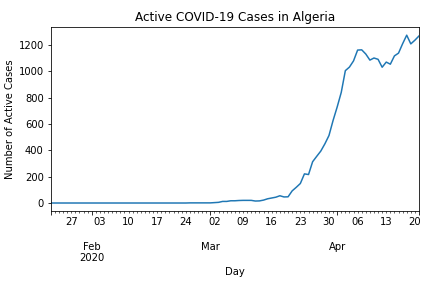 Active COVID-19 Cases in Algeria
Number of Active Cases
1200
1000
800
600
400
200
0
27 03 10 17 24 02 09 16 23 30 06 13 20
Feb Mar Apr
2020
Day